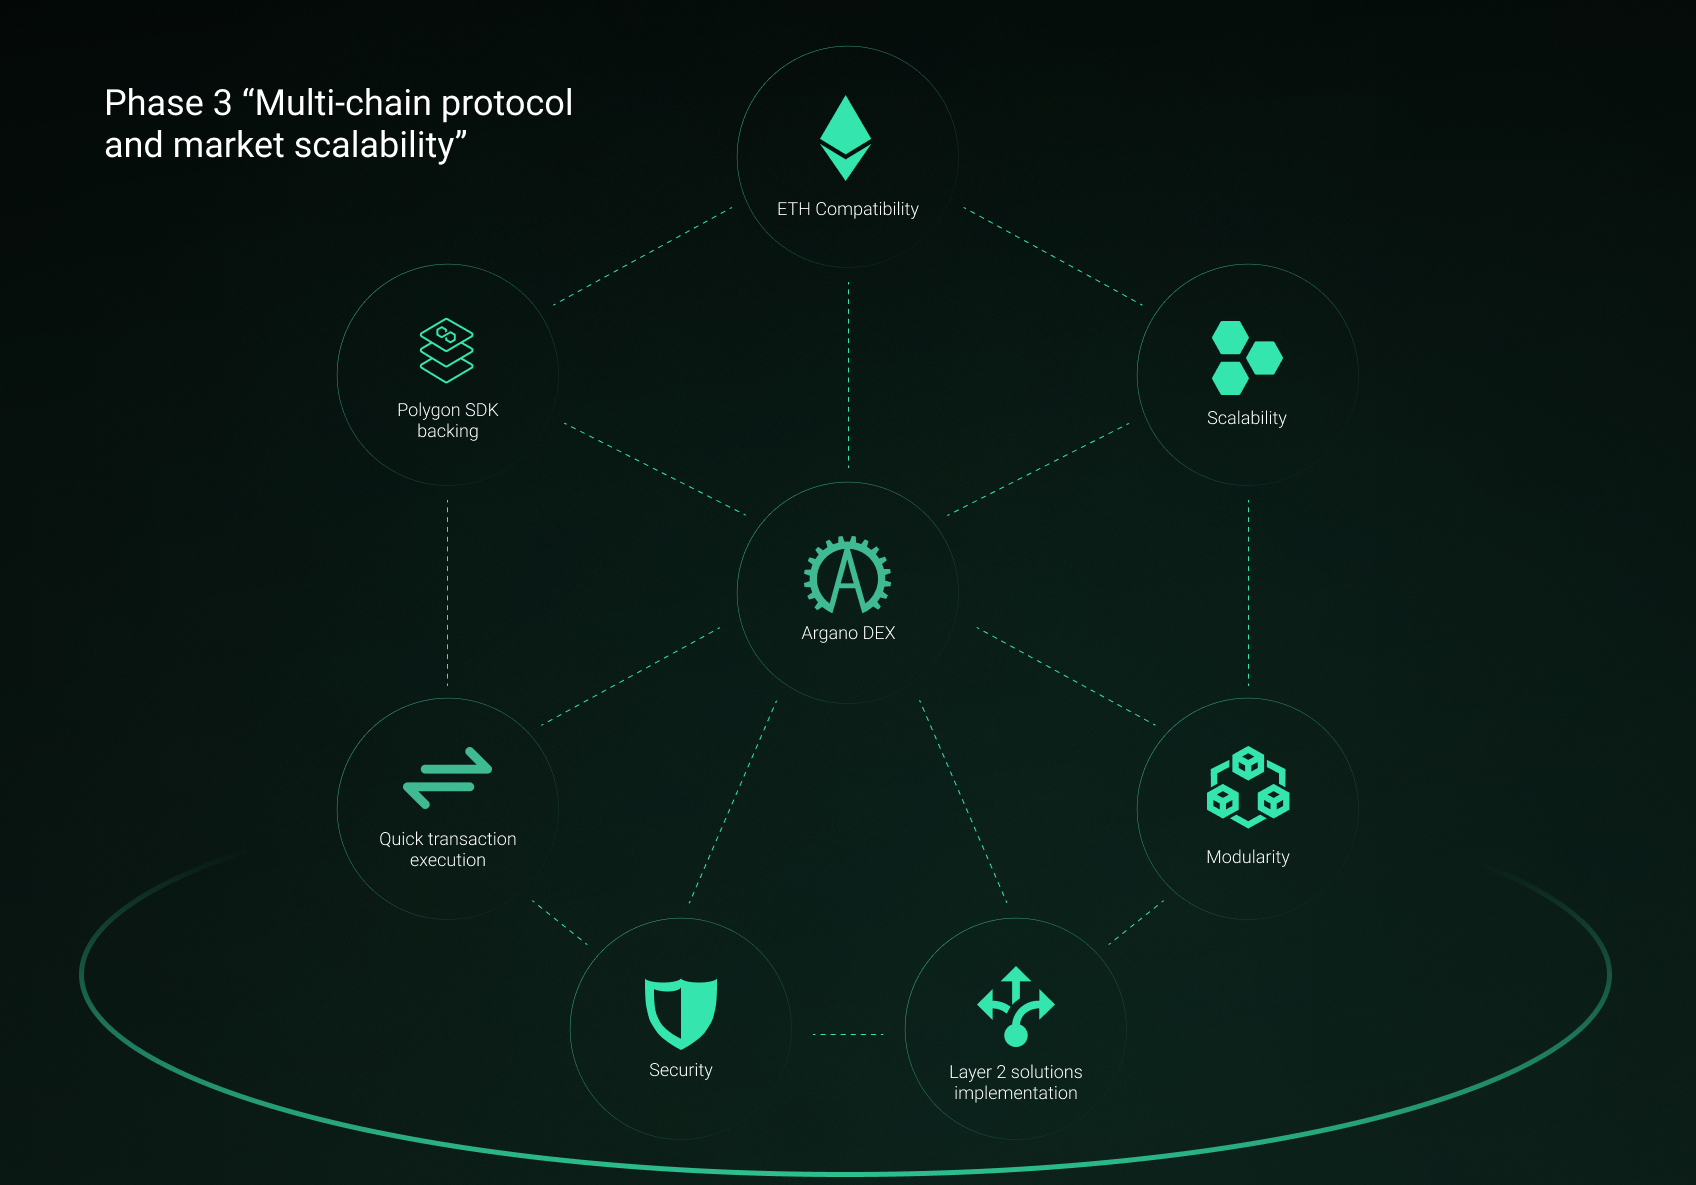 Phase 3 “Multi-chain protocol
and market scalability”
ETH Compatibility
Polygon SDK
backing
Scalability
Argano DEX
Quick transaction
execution
Modularity
Security
Layer 2 solutions
implementation